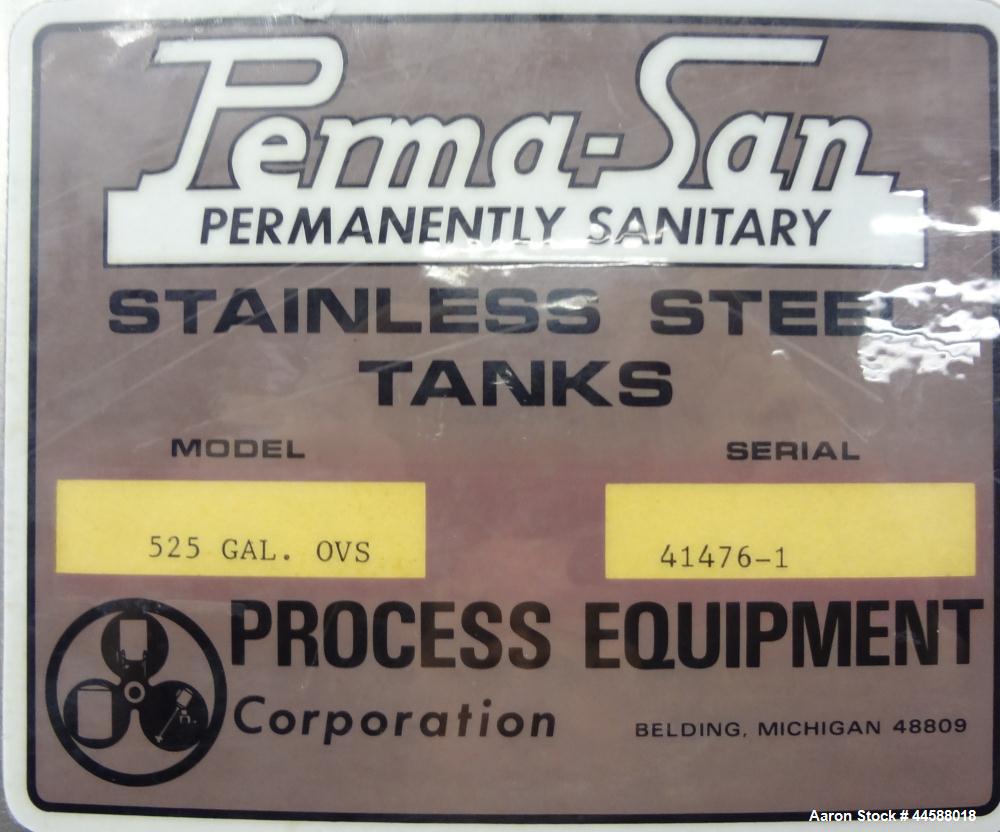 Perma-San
PERMANENTLY SANITARY
STAINLESS STEEL
TANKS
MODEL SERIAL
525 GAL. OVS 41476-1
PROCESS EQUIPMENT
Corporation
BELDING, MICHIGAN 48809
Aaron Stock # 44588018